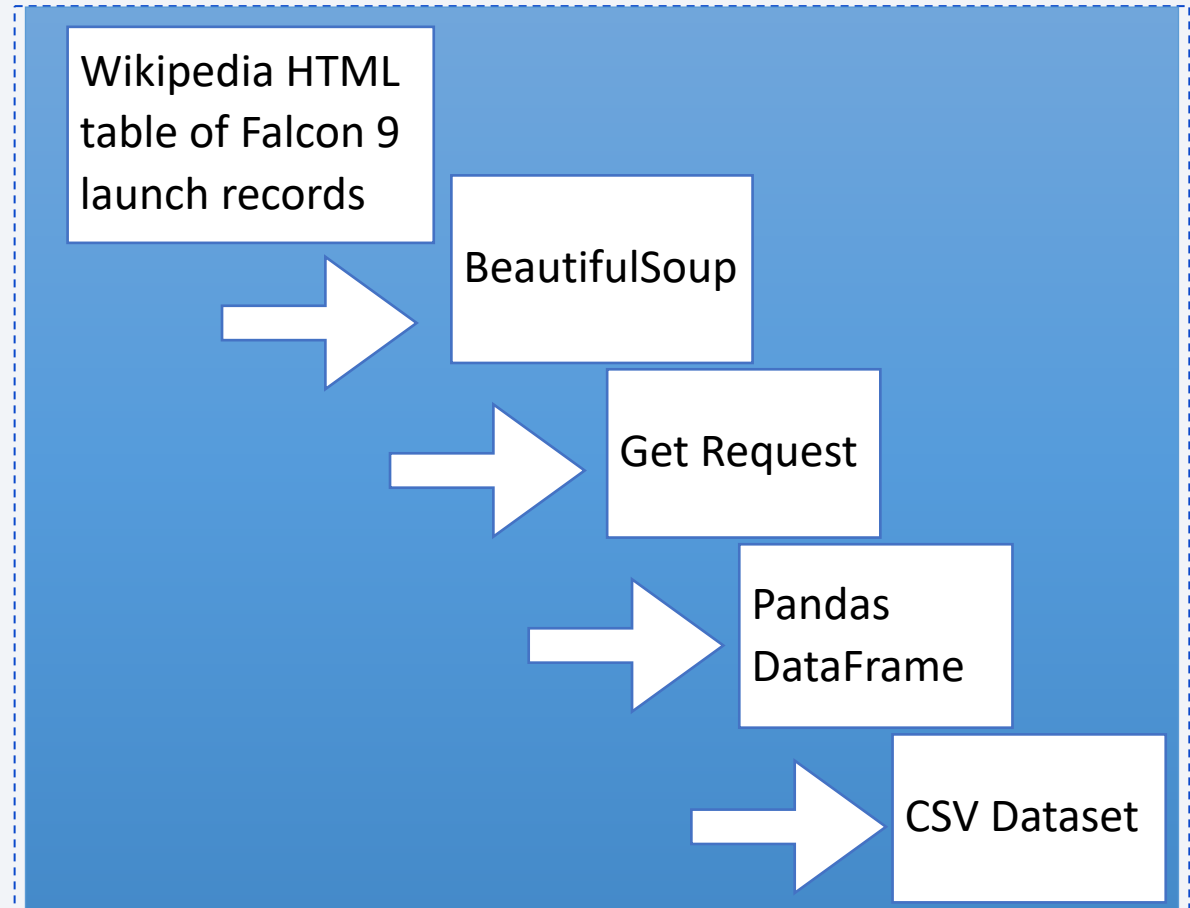 Wikipedia HTML
table of Falcon 9
launch records
BeautifulSoup
Get Request
Pandas
DataFrame
CSV Dataset